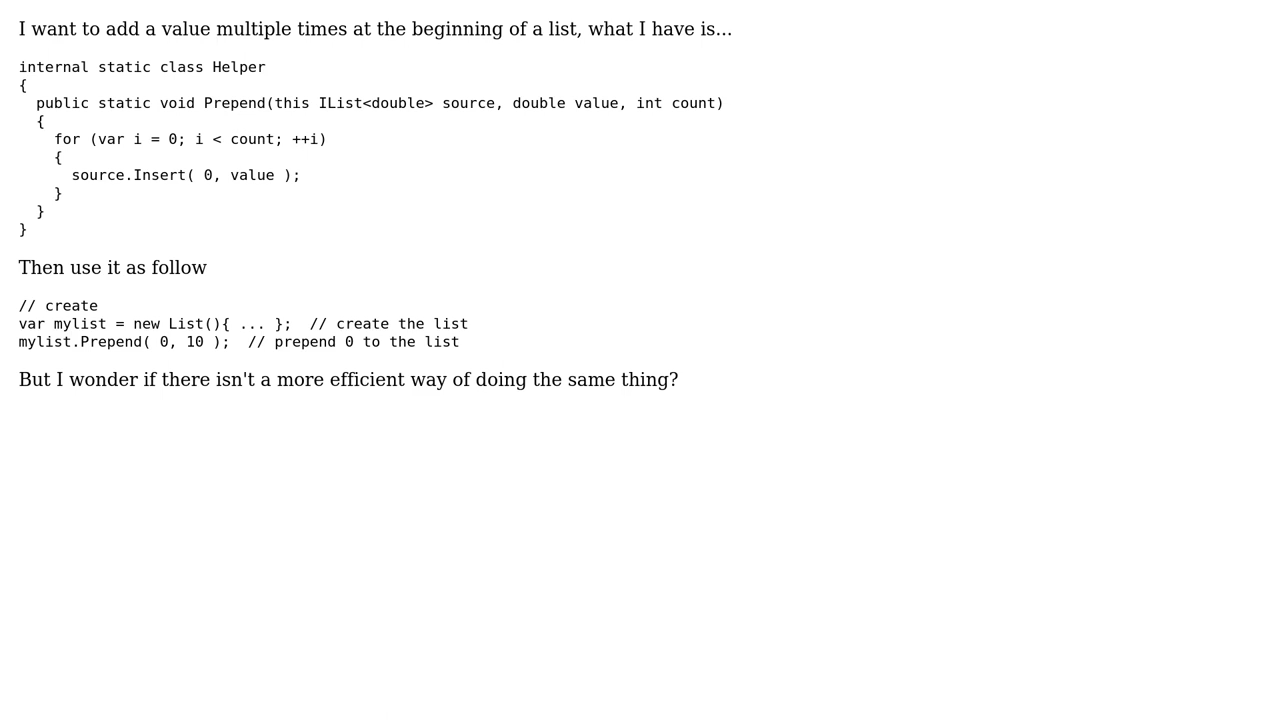 I want to add a value multiple times at the beginning of a list, what I have is...
internal static class Helper
{
  public static void Prepend(this IList<double> source, double value, int count)
  {
    for (var i = 0; i < count; ++i)
    {
      source.Insert( 0, value );
    }
  }
}
Then use it as follow
// create
var mylist = new List(){ ... };  // create the list
mylist.Prepend( 0, 10 );  // prepend 0 to the list
But I wonder if there isn't a more efficient way of doing the same thing?